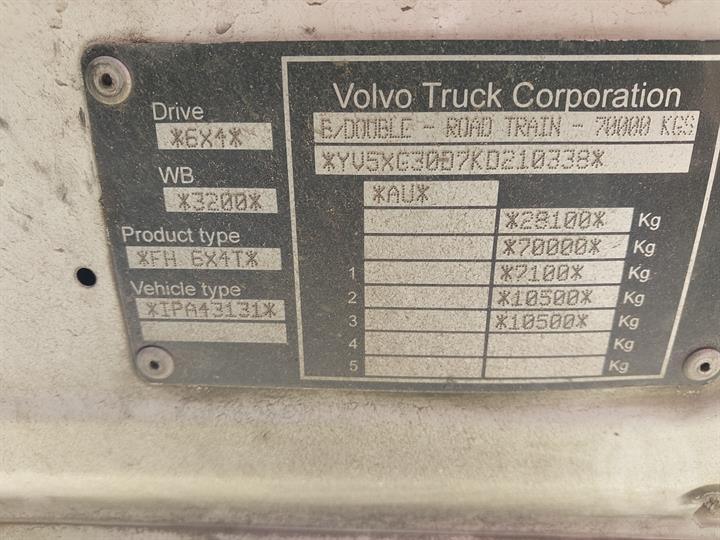 Drive
*6X4*
WB
*3200*
Product type
*FH 6X4T*
Vehicle type
*IPA43131*
Volvo Truck Corporation
B/DOUBLE - ROAD TRAIN - 70000 KGS
*YV5XG30D7KD210338*
*AU*
*28100* Kg
*70000* Kg
1 *7100* Kg
2 *10500* Kg
3 *10500* Kg
4 Kg
5 Kg